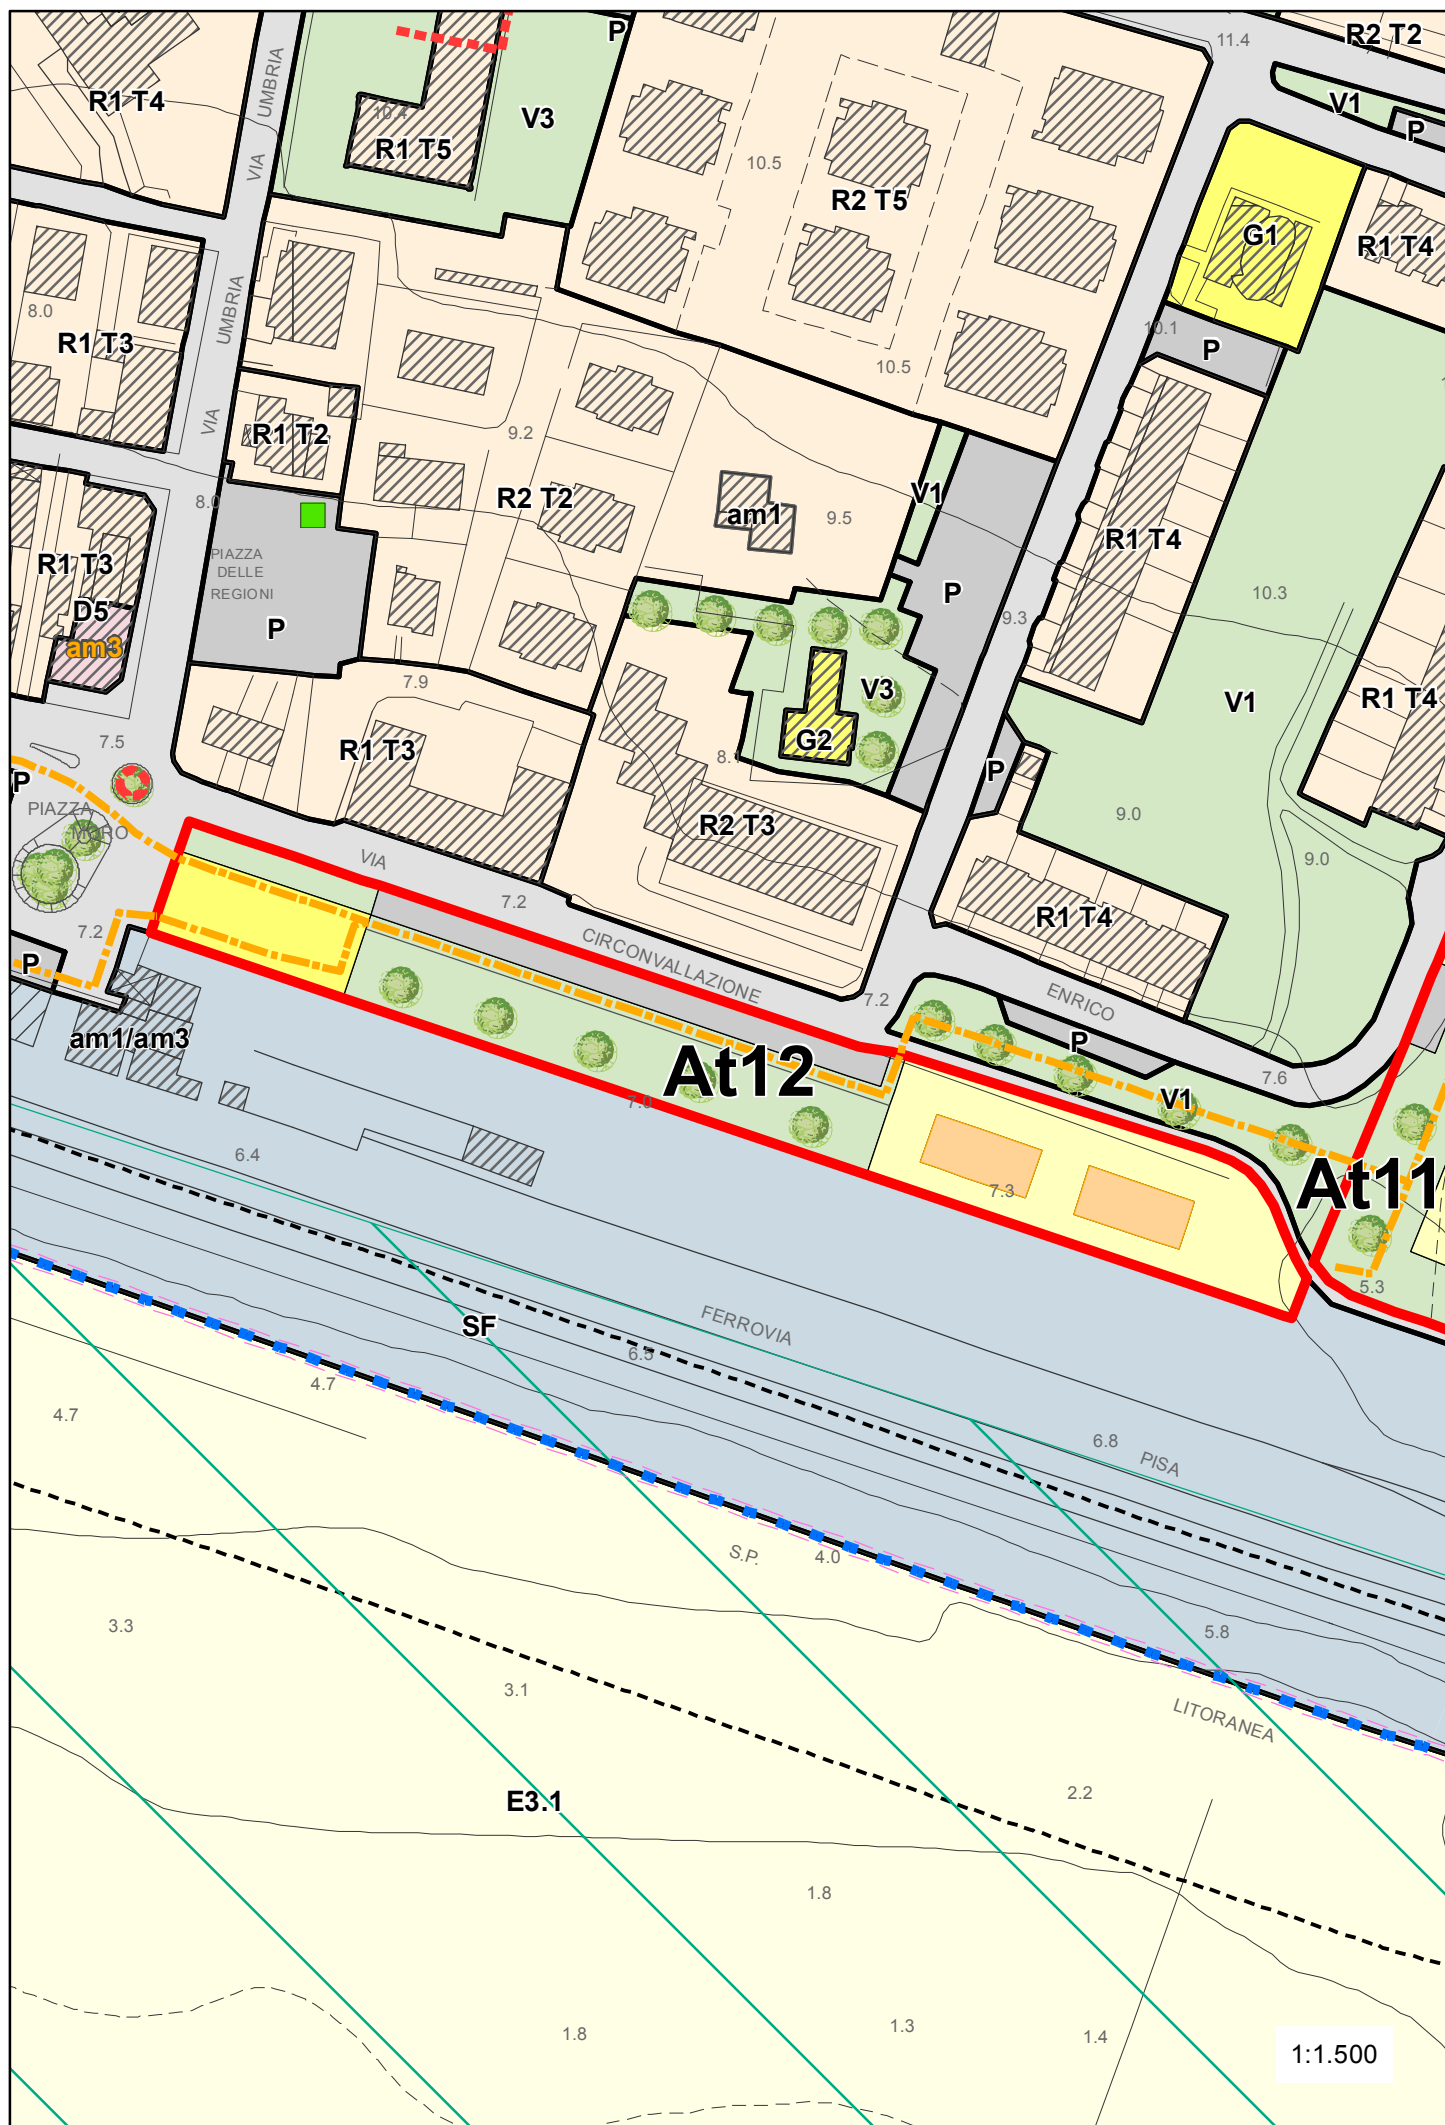 P
R2 T2
11.4
UMBRIA
R1 T4
V1
10.4
V3
P
R1 T5
VIA
10.5
R2 T5
G1
R1 T4
8.0
UMBRIA
R1 T3
10.1
P
10.5
VIA
R1 T2
9.2
R2 T2
V1
8.0
am1
9.5
R1 T4
PIAZZA
DELLE
REGIONI
R1 T3
D5
am3
P
P
10.3
9.3
7.9
V3
V1
R1 T4
7.5
R1 T3
G2
8.1
P
P
PIAZZA
MORO
R2 T3
9.0
9.0
VIA
7.2
R1 T4
7.2
CIRCONVALLAZIONE
P
7.2
ENRICO
am1/am3
P
At12
7.6
7.0
V1
6.4
7.3
At11
5.3
FERROVIA
SF
6.5
4.7
4.7
6.8
PISA
S.P.
4.0
3.3
5.8
3.1
LITORANEA
E3.1
2.2
1.8
1.8
1.3
1.4
1:1.500